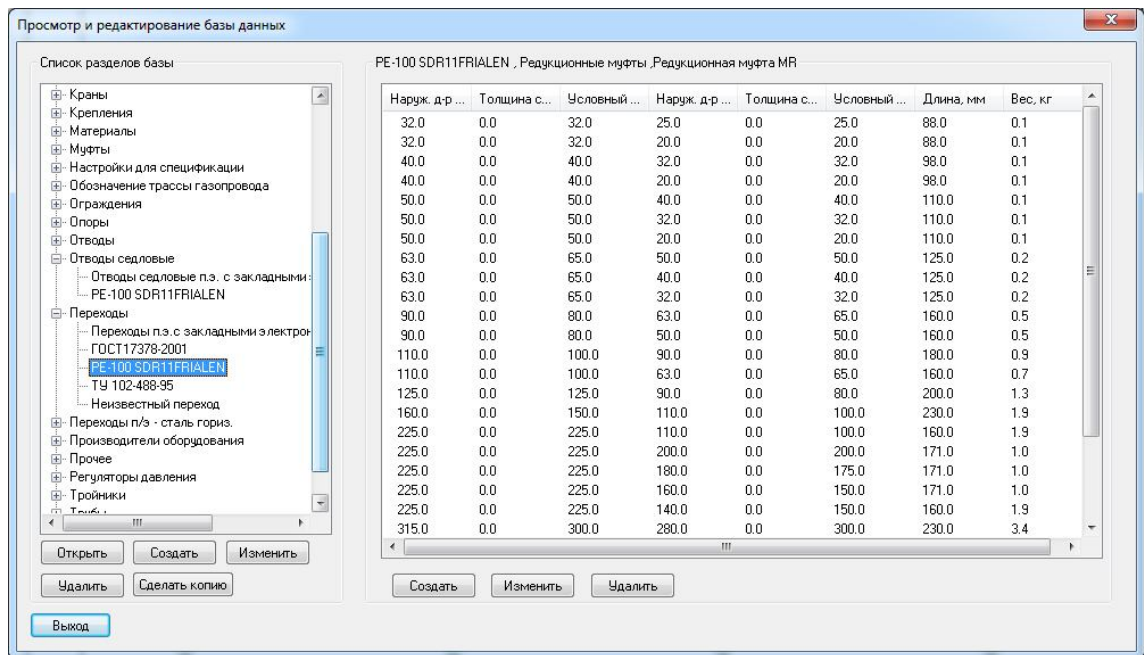 Просмотр и редактирование базы данных
Список разделов базы
Краны
Крепления
Материалы
Муфты
Настройки для спецификации
Обозначение трассы газопровода
Ограждения
Опоры
Отводы
Отводы седловые
Отводы седловые п.э. с закладными
PE-100 SDR11FRIALEN
Переходы
Переходы п.э.с закладными электрон
ГОСТ17378-2001
PE-100 SDR11FRIALEN
ТУ 102-488-95
Неизвестный переход
Переходы п/э - сталь гориз.
Производители оборудования
Прочее
Регуляторы давления
Тройники
Трубы
Открыть Создать Изменить
Удалить Сделать копию
Выход
PE-100 SDR11FRIALEN , Редукционные муфты ,Редукционная муфта MR
Наруж. д-р ... Толщина с... Условный ... Наруж. д-р ... Толщина с... Условный ... Длина, мм Вес, кг
32.0 0.0 32.0 25.0 0.0 25.0 88.0 0.1
32.0 0.0 32.0 20.0 0.0 20.0 88.0 0.1
40.0 0.0 40.0 32.0 0.0 32.0 98.0 0.1
40.0 0.0 40.0 20.0 0.0 20.0 98.0 0.1
50.0 0.0 50.0 40.0 0.0 40.0 110.0 0.1
50.0 0.0 50.0 32.0 0.0 32.0 110.0 0.1
50.0 0.0 50.0 20.0 0.0 20.0 110.0 0.1
63.0 0.0 65.0 50.0 0.0 50.0 125.0 0.2
63.0 0.0 65.0 40.0 0.0 40.0 125.0 0.2
63.0 0.0 65.0 32.0 0.0 32.0 125.0 0.2
90.0 0.0 80.0 63.0 0.0 65.0 160.0 0.5
90.0 0.0 80.0 50.0 0.0 50.0 160.0 0.5
110.0 0.0 100.0 90.0 0.0 80.0 180.0 0.9
110.0 0.0 100.0 63.0 0.0 65.0 160.0 0.7
125.0 0.0 125.0 90.0 0.0 80.0 200.0 1.3
160.0 0.0 150.0 110.0 0.0 100.0 230.0 1.9
225.0 0.0 225.0 110.0 0.0 100.0 160.0 1.9
225.0 0.0 225.0 200.0 0.0 200.0 171.0 1.0
225.0 0.0 225.0 180.0 0.0 175.0 171.0 1.0
225.0 0.0 225.0 160.0 0.0 150.0 171.0 1.0
225.0 0.0 225.0 140.0 0.0 150.0 160.0 1.9
315.0 0.0 300.0 280.0 0.0 300.0 230.0 3.4
Создать Изменить Удалить